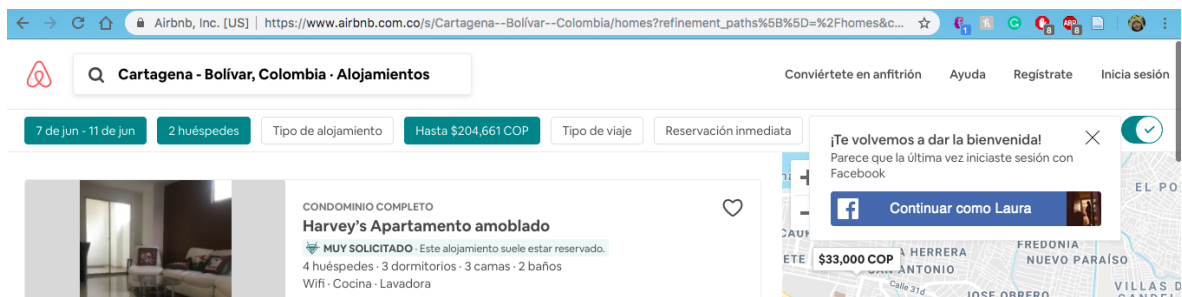 Airbnb, Inc. [US] | https://www.airbnb.com.co/s/Cartagena--Bolívar--Colombia/homes?refinement_paths%5B%5D=%2Fhomes&c...
1
8
8
Cartagena - Bolívar, Colombia · Alojamientos
Conviértete en anfitrión
Ayuda
Regístrate
Inicia sesión
7 de jun - 11 de jun
2 huéspedes
Tipo de alojamiento
Hasta $204,661 COP
Tipo de viaje
Reservación inmediata
¡Te volvemos a dar la bienvenida!
Parece que la última vez iniciaste sesión con
Facebook
Continuar como Laura
CONDOMINIO COMPLETO
Harvey's Apartamento amoblado
MUY SOLICITADO · Este alojamiento suele estar reservado.
4 huéspedes · 3 dormitorios · 3 camas · 2 baños
Wifi · Cocina · Lavadora
EL PO
$33,000 COP
HERRERA
ANTONIO
FREDONIA
NUEVO PARAÍSO
Calle 31d
JOSE OBRERO
VILLAS D